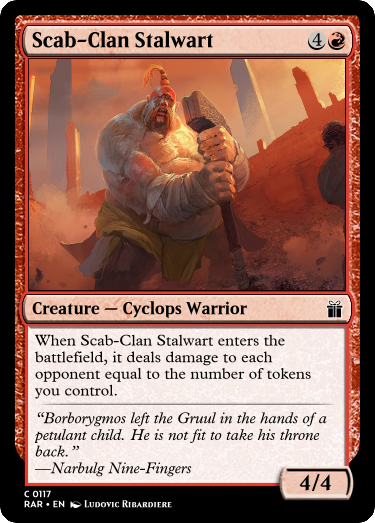 Scab-Clan Stalwart 4
Creature — Cyclops Warrior
When Scab-Clan Stalwart enters the
battlefield, it deals damage to each
opponent equal to the number of tokens
you control.
“Borborygmos left the Gruul in the hands of a
petulant child. He is not fit to take his throne
back.”
—Narbulg Nine-Fingers
4/4
C 0117
RAR • EN Ludovic Ribardiere